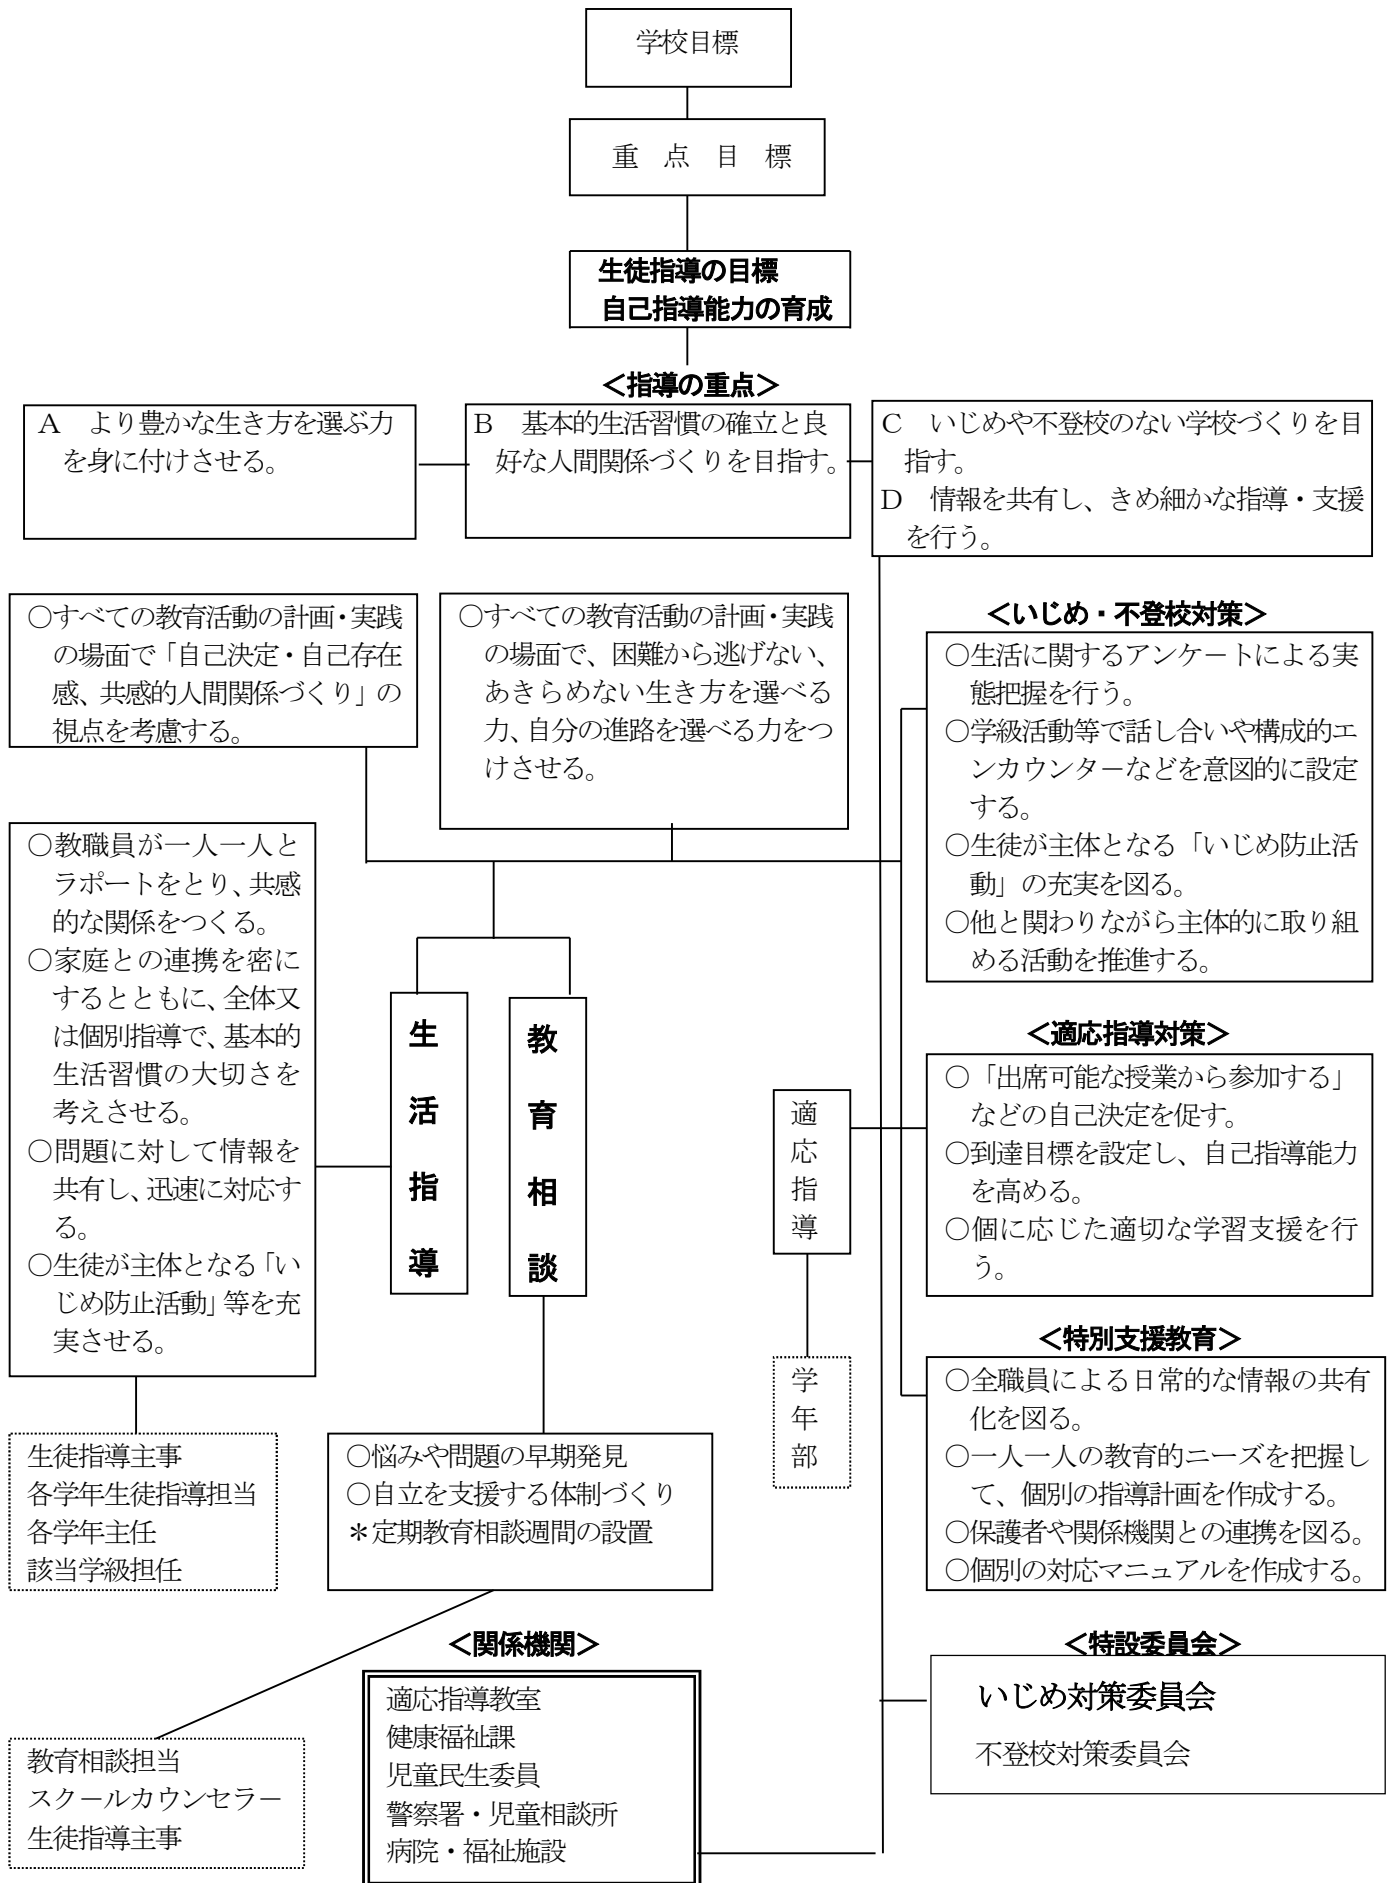 学校目標
重 点 目 標
生徒指導の目標
自己指導能力の育成
＜指導の重点＞
A　より豊かな生き方を選ぶ力
を身に付けさせる。
B　基本的生活習慣の確立と良
好な人間関係づくりを目指す。
C　いじめや不登校のない学校づくりを目
指す。
D　情報を共有し、きめ細かな指導・支援
を行う。
○すべての教育活動の計画・実践
の場面で「自己決定・自己存在
感、共感的人間関係づくり」の
視点を考慮する。
○すべての教育活動の計画・実践
の場面で、困難から逃げない、
あきらめない生き方を選べる
力、自分の進路を選べる力をつ
けさせる。
＜いじめ・不登校対策＞
○生活に関するアンケートによる実
態把握を行う。
○学級活動等で話し合いや構成的エ
ンカウンターなどを意図的に設定
する。
○生徒が主体となる「いじめ防止活
動」の充実を図る。
○他と関わりながら主体的に取り組
める活動を推進する。
○教職員が一人一人と
ラポートをとり、共感
的な関係をつくる。
○家庭との連携を密に
するとともに、全体又
は個別指導で、基本的
生活習慣の大切さを
考えさせる。
○問題に対して情報を
共有し、迅速に対応す
る。
○生徒が主体となる「い
じめ防止活動」等を充
実させる。
生活指導
教育相談
適応指導
＜適応指導対策＞
○「出席可能な授業から参加する」
などの自己決定を促す。
○到達目標を設定し、自己指導能力
を高める。
○個に応じた適切な学習支援を行
う。
学年部
＜特別支援教育＞
○全職員による日常的な情報の共有
化を図る。
○一人一人の教育的ニーズを把握し
て、個別の指導計画を作成する。
○保護者や関係機関との連携を図る。
○個別の対応マニュアルを作成する。
生徒指導主事
各学年生徒指導担当
各学年主任
該当学級担任
○悩みや問題の早期発見
○自立を支援する体制づくり
＊定期教育相談週間の設置
＜関係機関＞
適応指導教室
健康福祉課
児童民生委員
警察署・児童相談所
病院・福祉施設
＜特設委員会＞
いじめ対策委員会
不登校対策委員会
教育相談担当
スクールカウンセラー
生徒指導主事